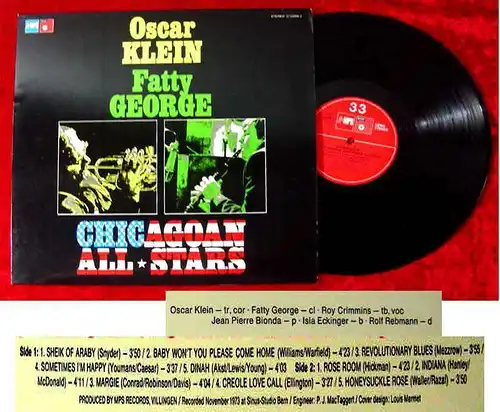 MPS
BASF
STEREO
Oscar
KLEIN
Fatty
GEORGE
CHICAGOAN
ALL★STARS
33
MPS
BASF
Oscar Klein – tr, cor · Fatty George – cl · Roy Crimmins – tb, voc
Jean Pierre Bionda – p · Isla Eckinger – b · Rolf Rebmann – d
Side 1: 1. SHEIK OF ARABY (Snyder) – 3'50 / 2. BABY WON'T YOU PLEASE COME HOME (Williams/Warfield) – 4'23 / 3. REVOLUTIONARY BLUES (Mezzrow) – 3'55
/ 4. SOMETIMES I'M HAPPY (Youmans/Caesar) – 3'37 / 5. DINAH (Akst/Lewis/Young) – 4'03 Side 2: 1. ROSE ROOM (Hickman) – 4'23 / 2. INDIANA (Hanley/
McDonald) – 4'11 / 3. MARGIE (Conrad/Robinson/Davis) – 4'04 / 4. CREOLE LOVE CALL (Ellington) – 3'27 / 5. HONEYSUCKLE ROSE (Waller/Razaf) – 3'50
PRODUCED BY MPS RECORDS, VILLINGEN / Recorded November 1973 at Sinus-Studio Bern / Engineer: P. J. MacTaggert / Cover design: Louis Mermet